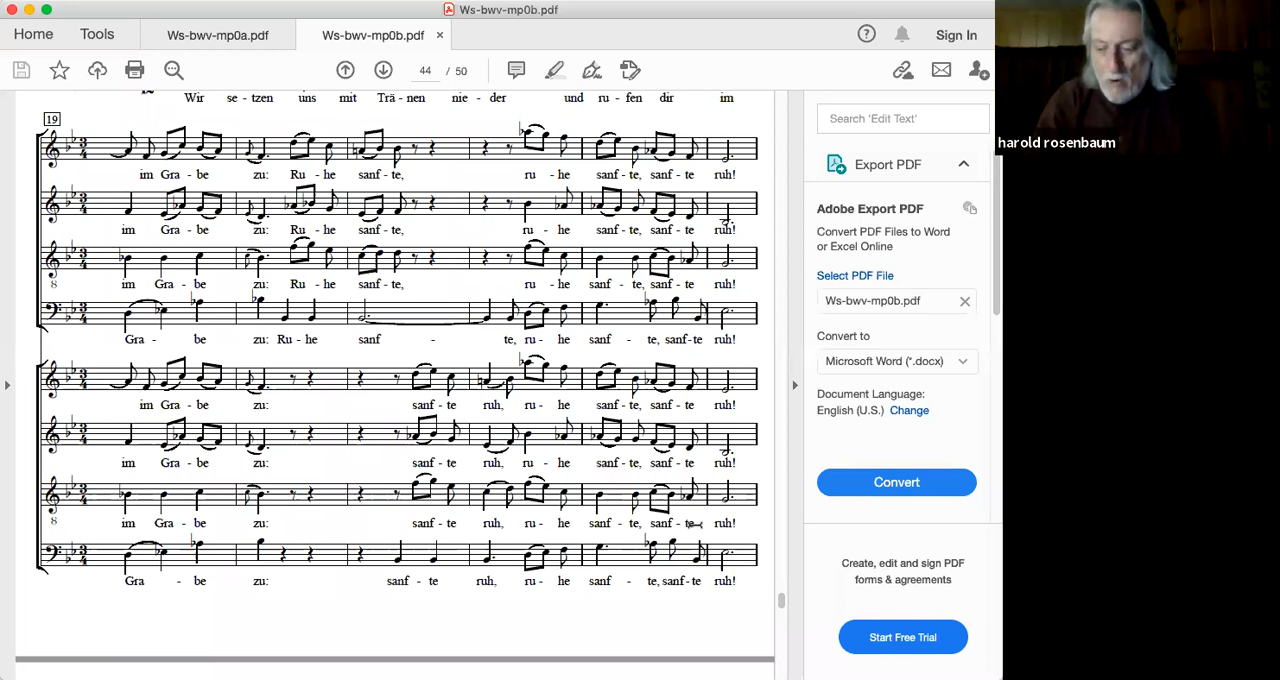 Ws-bwv-mp0b.pdf
Home Tools Ws-bwv-mp0a.pdf Ws-bwv-mp0b.pdf × Sign In
44 / 50
Wir se - tzen uns mit Trä - nen nie - der und ru - fen dir im
19
im Gra - be zu: Ru - he sanf - te, ru - he sanf - te, sanf - te ruh!
im Gra - be zu: Ru - he sanf - te, ru - he sanf - te, sanf - te ruh!
8
im Gra - be zu: Ru - he sanf - te, ru - he sanf - te, sanf - te ruh!
Gra - be zu: Ru - he sanf - te, ru - he sanf - te, sanf - te ruh!
im Gra - be zu: sanf - te ruh, ru - he sanf - te, sanf - te ruh!
im Gra - be zu: sanf - te ruh, ru - he sanf - te, sanf - te ruh!
8
im Gra - be zu: sanf - te ruh, ru - he sanf - te, sanf - te ruh!
Gra - be zu: sanf - te ruh, ru - he sanf - te, sanf - te ruh!
Search 'Edit Text'
Export PDF
Adobe Export PDF
Convert PDF Files to Word
or Excel Online
Select PDF File
Ws-bwv-mp0b.pdf
Convert to
Microsoft Word (*.docx)
Document Language:
English (U.S.) Change
Convert
Create, edit and sign PDF
forms & agreements
Start Free Trial
harold rosenbaum